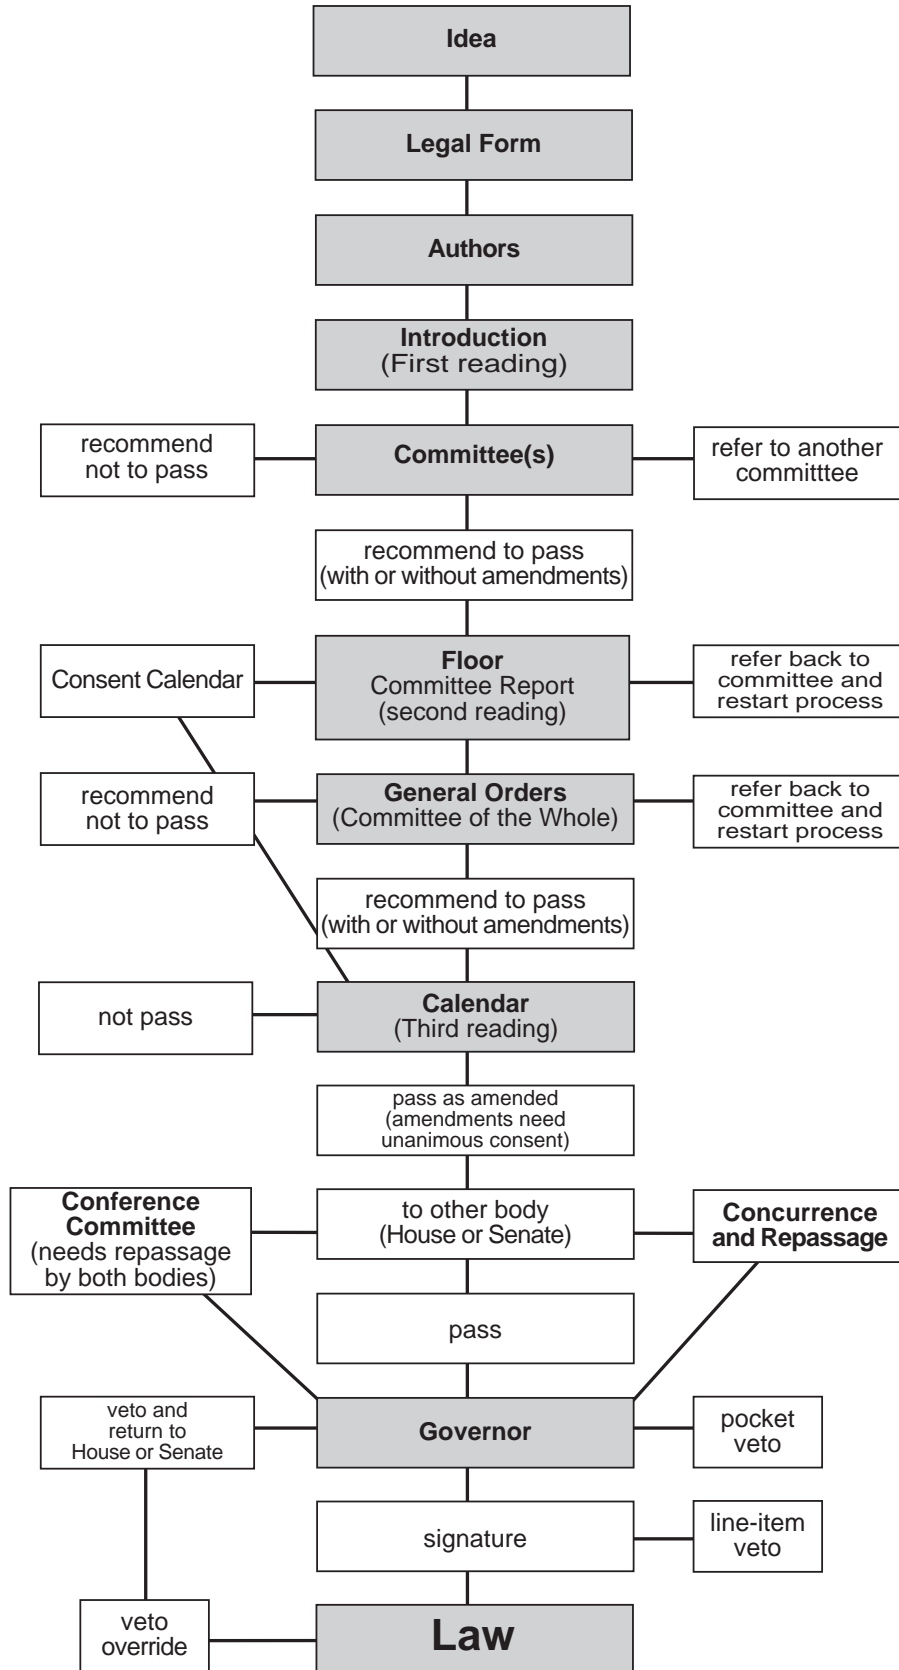 Idea
Legal Form
Authors
Introduction
(First reading)
recommend
not to pass
Committee(s)
refer to another
committtee
recommend to pass
(with or without amendments)
Consent Calendar
Floor
Committee Report
(second reading)
refer back to
committee and
restart process
recommend
not to pass
General Orders
(Committee of the Whole)
refer back to
committee and
restart process
recommend to pass
(with or without amendments)
not pass
Calendar
(Third reading)
pass as amended
(amendments need
unanimous consent)
Conference
Committee
(needs repassage
by both bodies)
to other body
(House or Senate)
Concurrence
and Repassage
pass
veto and
return to
House or Senate
Governor
pocket
veto
signature
line-item
veto
veto
override
Law